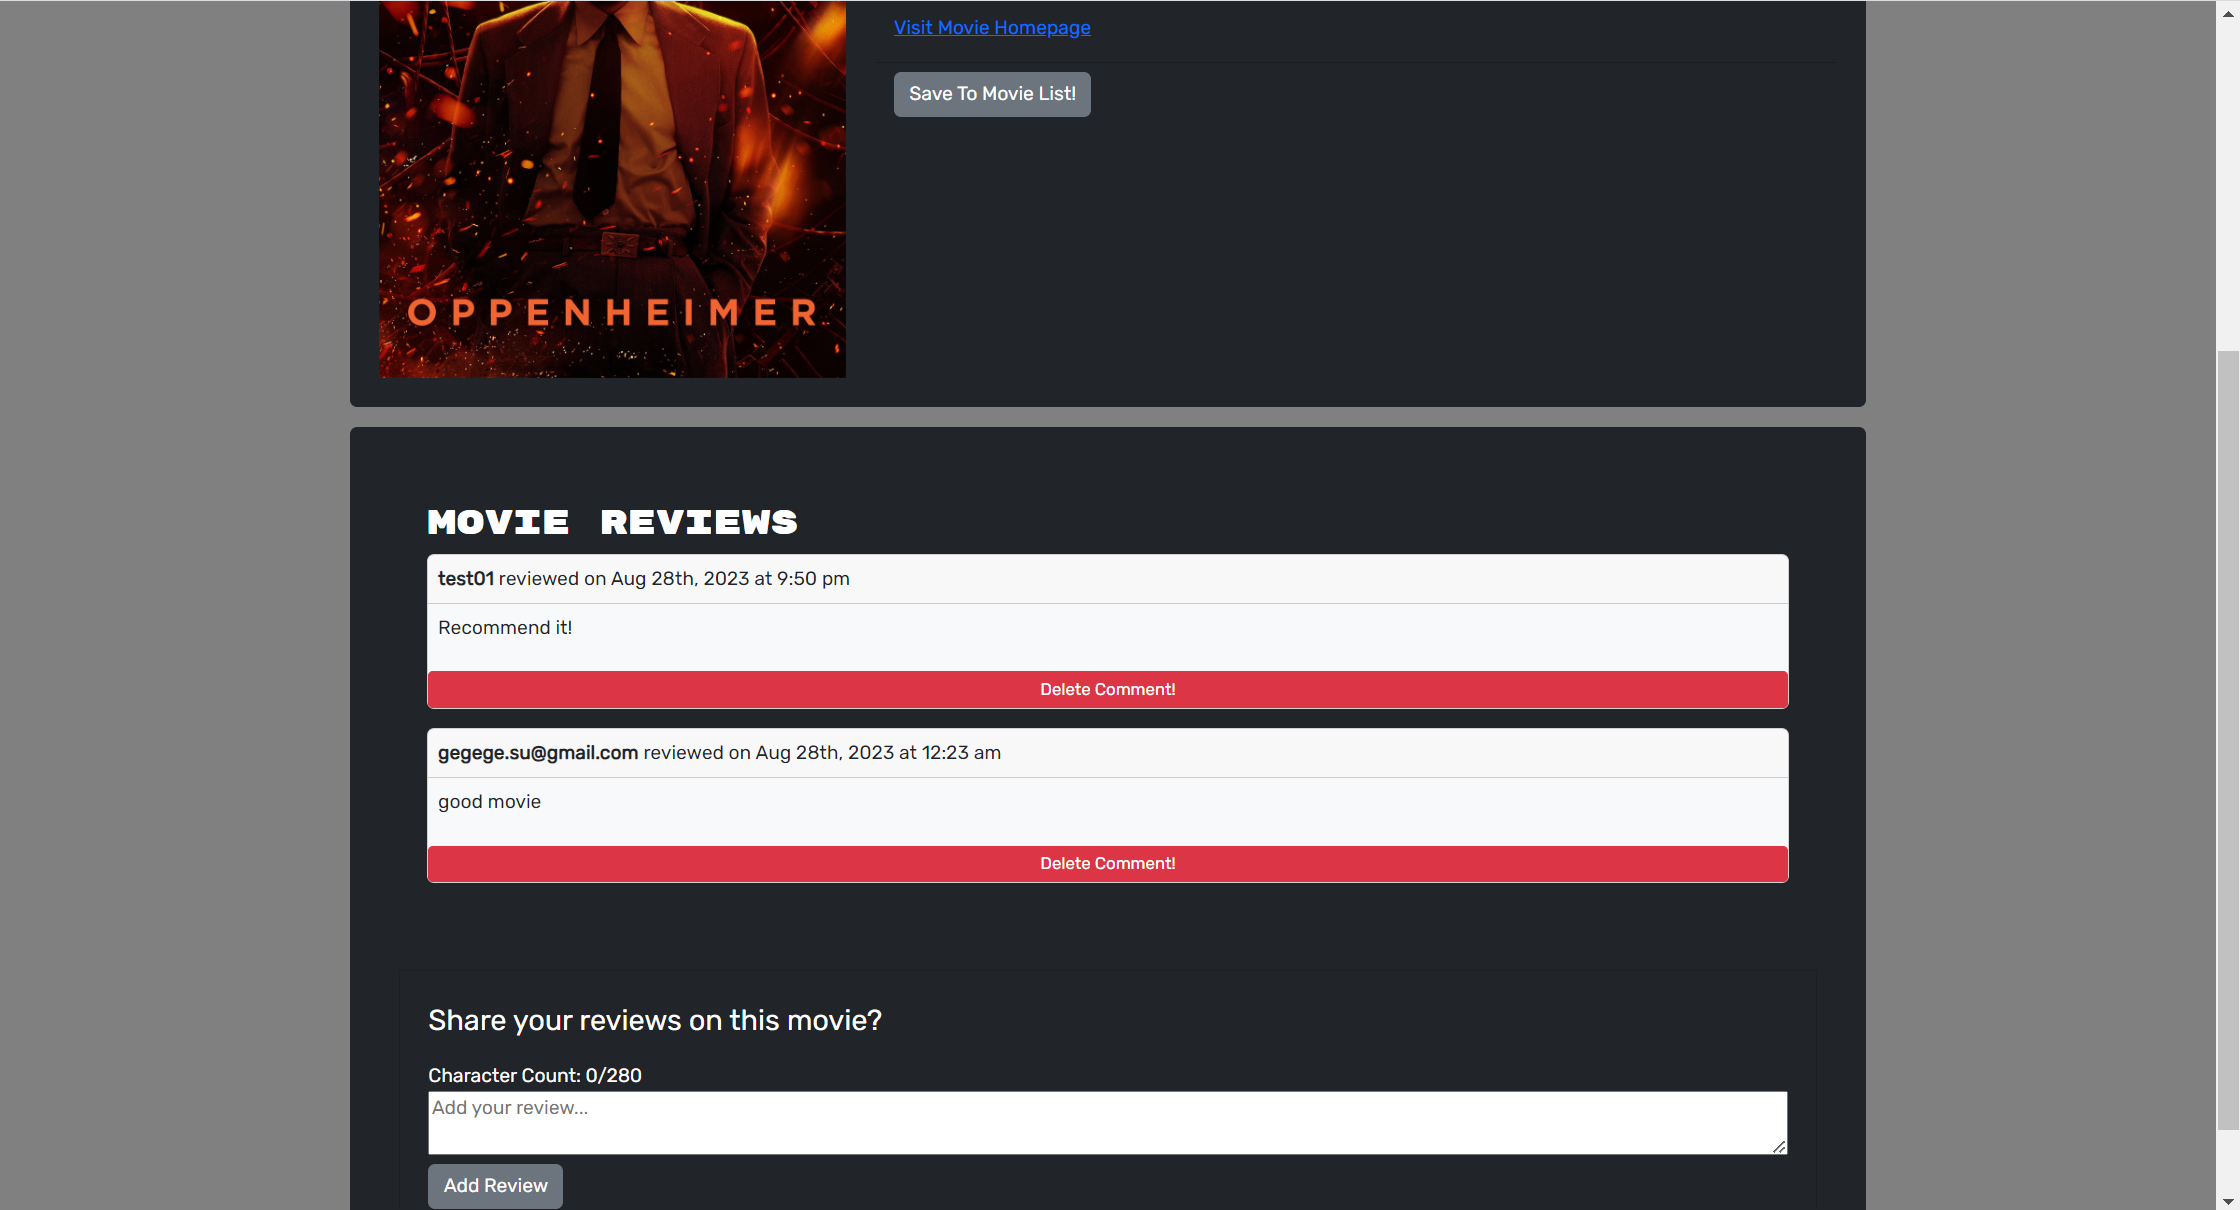 Visit Movie Homepage
Save To Movie List!
OPPENHEIMER
MOVIE REVIEWS
test01 reviewed on Aug 28th, 2023 at 9:50 pm
Recommend it!
Delete Comment!
gegege.su@gmail.com reviewed on Aug 28th, 2023 at 12:23 am
good movie
Delete Comment!
Share your reviews on this movie?
Character Count: 0/280
Add your review...
Add Review